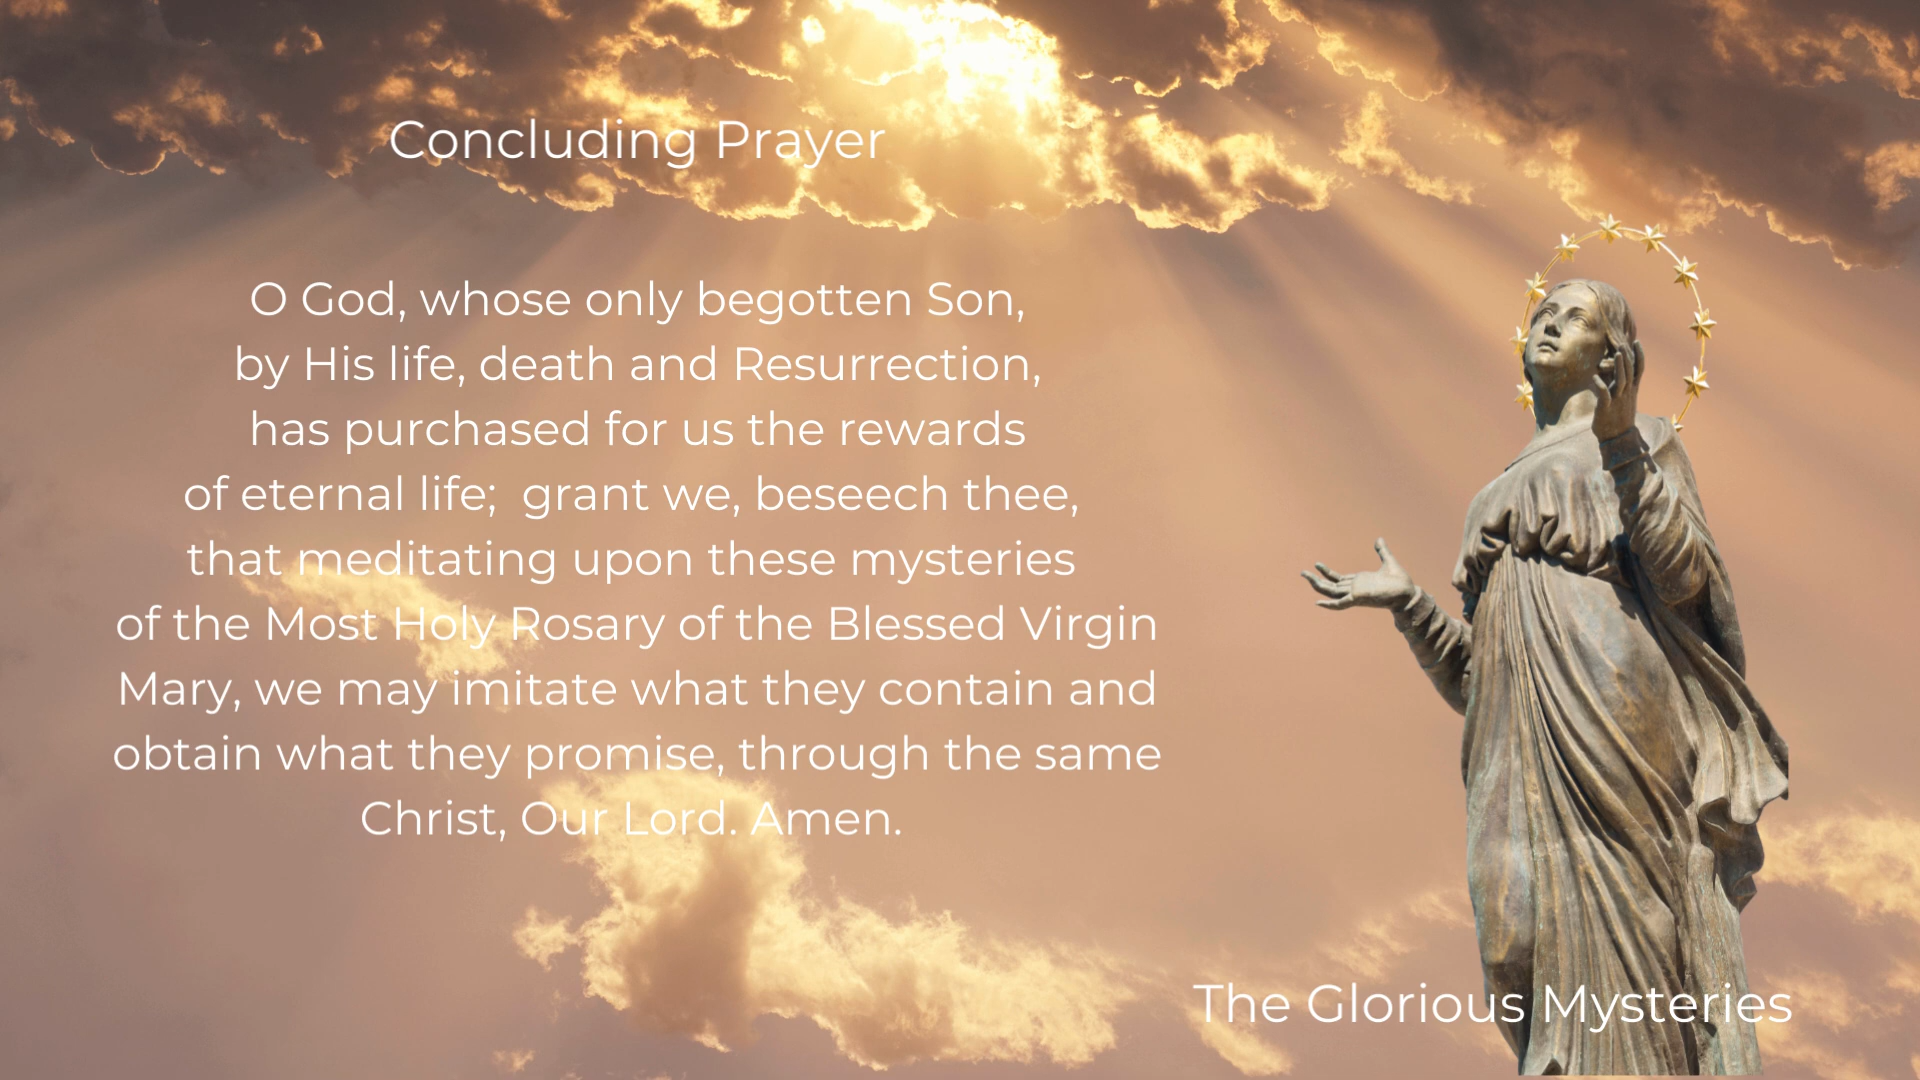 Concluding Prayer
O God, whose only begotten Son,
by His life, death and Resurrection,
has purchased for us the rewards
of eternal life;  grant we, beseech thee,
that meditating upon these mysteries
of the Most Holy Rosary of the Blessed Virgin
Mary, we may imitate what they contain and
obtain what they promise, through the same
Christ, Our Lord. Amen.
The Glorious Mysteries